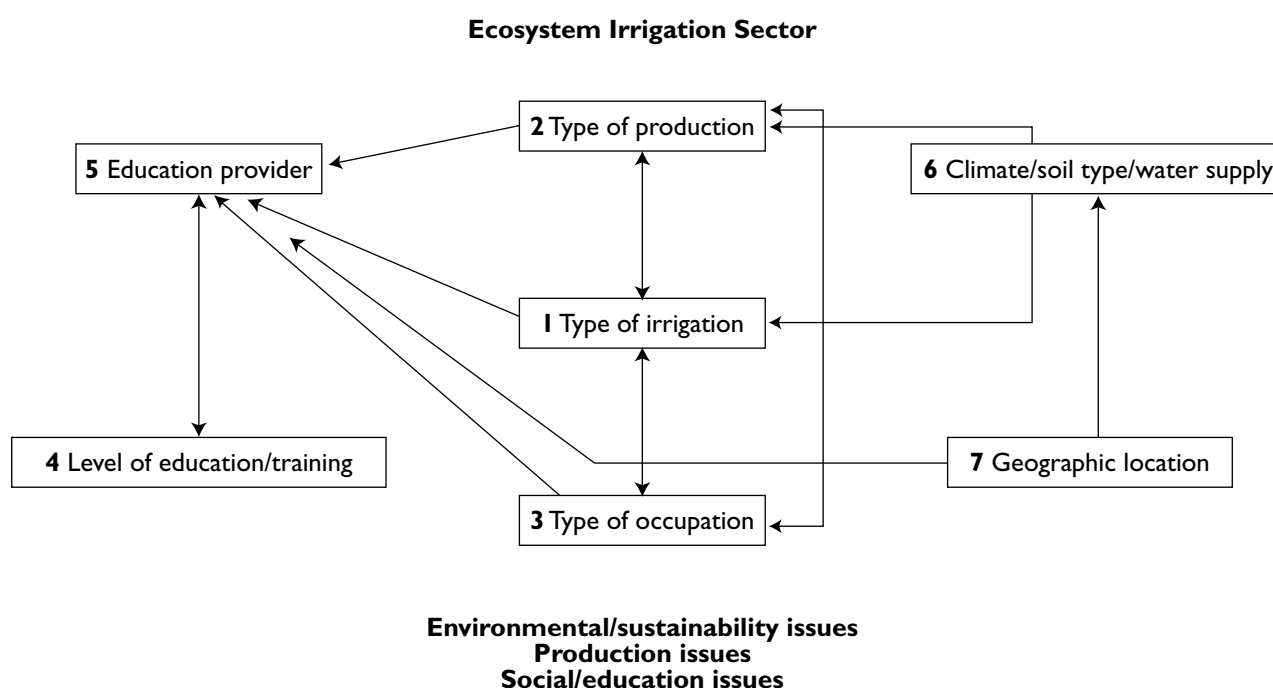 Ecosystem Irrigation Sector
2 Type of production
5 Education provider
6 Climate/soil type/water supply
1 Type of irrigation
4 Level of education/training
7 Geographic location
3 Type of occupation
Environmental/sustainability issues
Production issues
Social/education issues